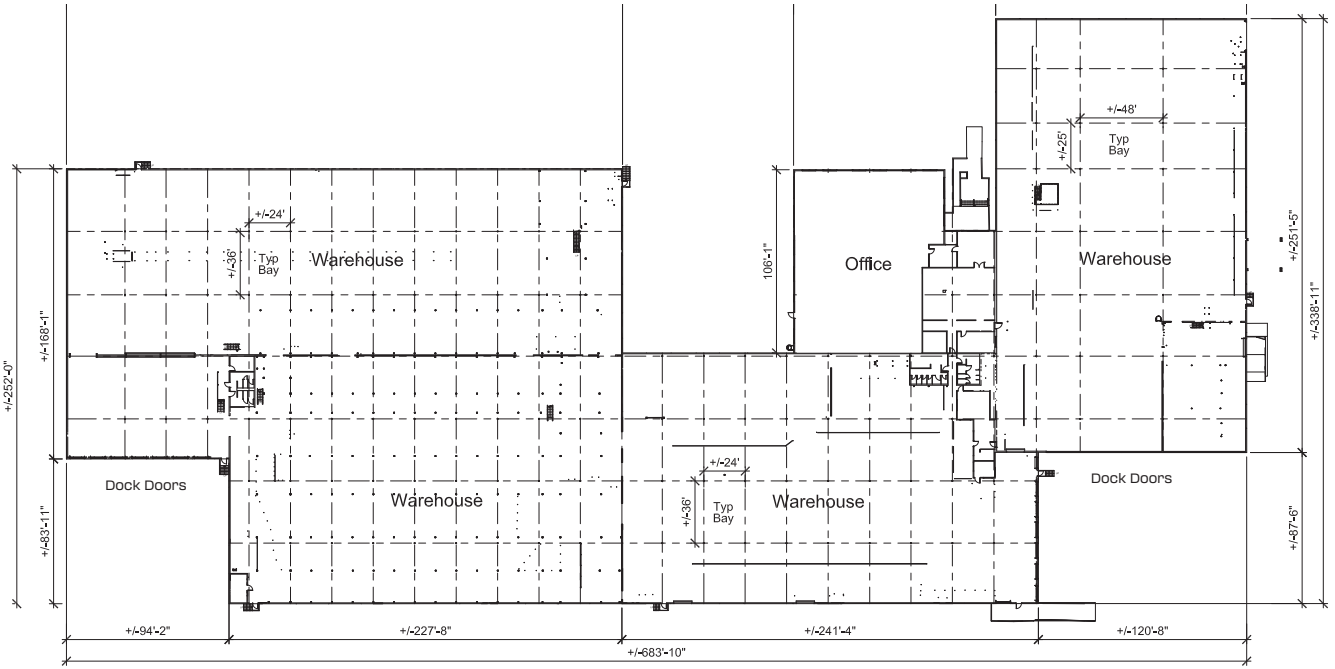 +/-48'
+/-25'
Typ
Bay
+/-24'
+/-36'
Typ
Bay
Warehouse
106'-1"
Office
Warehouse
+/-251'-5"
+/-338'-11"
+/-168'-1"
+/-252'-0"
Dock Doors
+/-24'
+/-36'
Typ
Bay
Warehouse
Warehouse
Dock Doors
+/-83'-11"
+/-87'-6"
+/-94'-2"
+/-227'-8"
+/-241'-4"
+/-120'-8"
+/-683'-10"